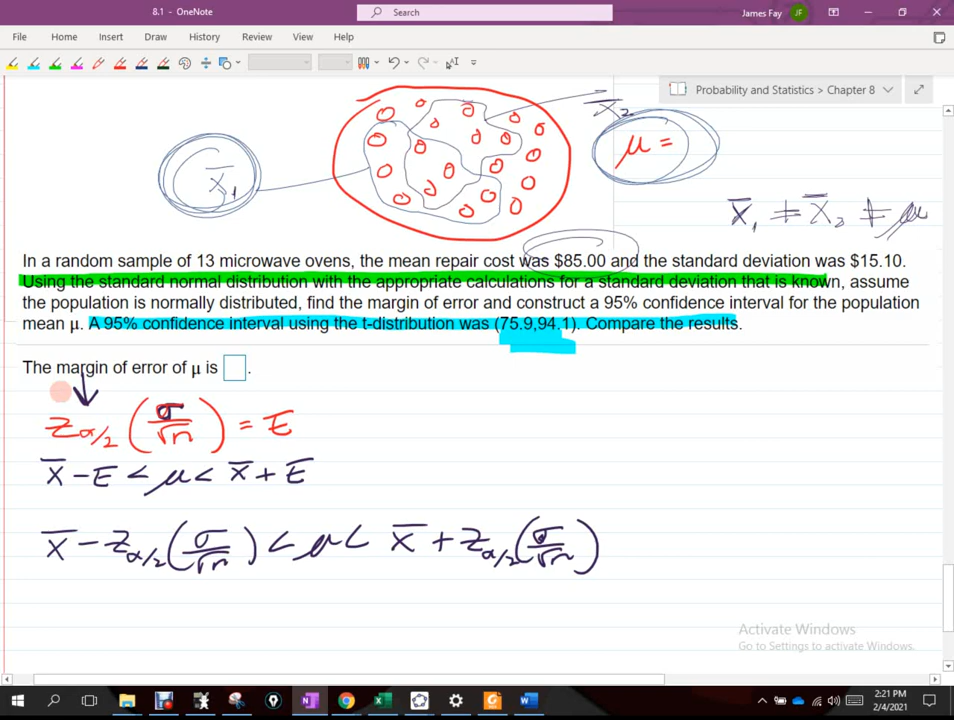 8.1 - OneNote
Search
James Fay JF
File Home Insert Draw History Review View Help
Probability and Statistics > Chapter 8
x̄₂
μ =
x̄₁
x̄₁ ≠ x̄₂ ≠ μ
In a random sample of 13 microwave ovens, the mean repair cost was $85.00 and the standard deviation was $15.10.
Using the standard normal distribution with the appropriate calculations for a standard deviation that is known, assume
the population is normally distributed, find the margin of error and construct a 95% confidence interval for the population
mean μ. A 95% confidence interval using the t-distribution was (75.9,94.1). Compare the results.
The margin of error of μ is □.
z_α/2 (σ/√n) = E
x̄ - E < μ < x̄ + E
x̄ - z_α/2 (σ/√n) < μ < x̄ + z_α/2 (σ/√n)
Activate Windows
Go to Settings to activate Windows.
2:21 PM
2/4/2021